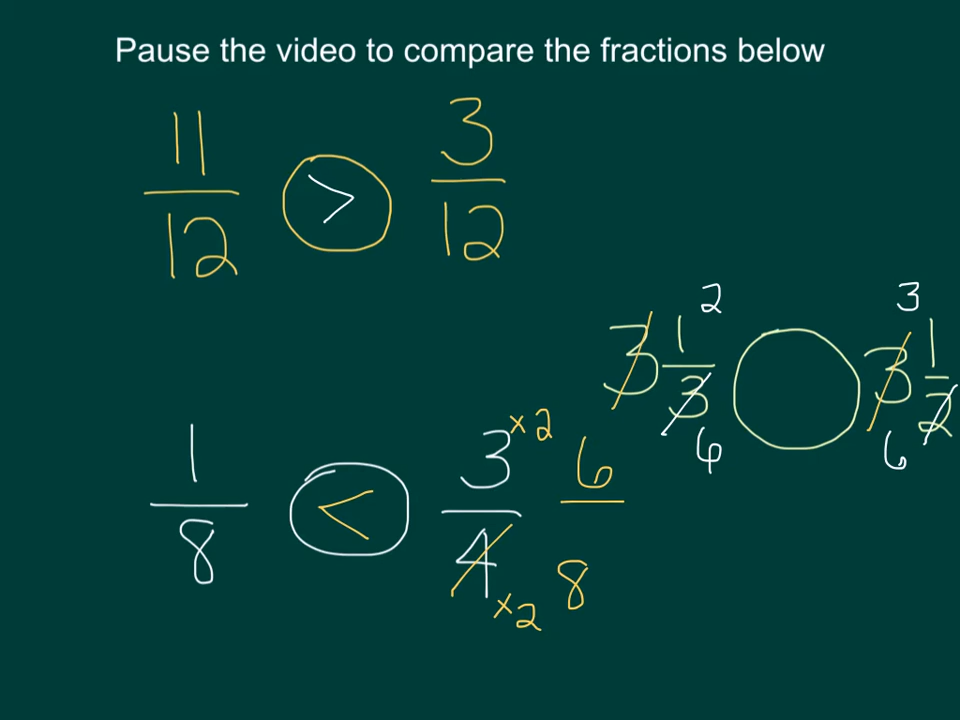 Pause the video to compare the fractions below
11/12 > 3/12
2 3
3 1/3 3 1/2
6 6
1/8 < 3/4 ×2 ×2 6/8